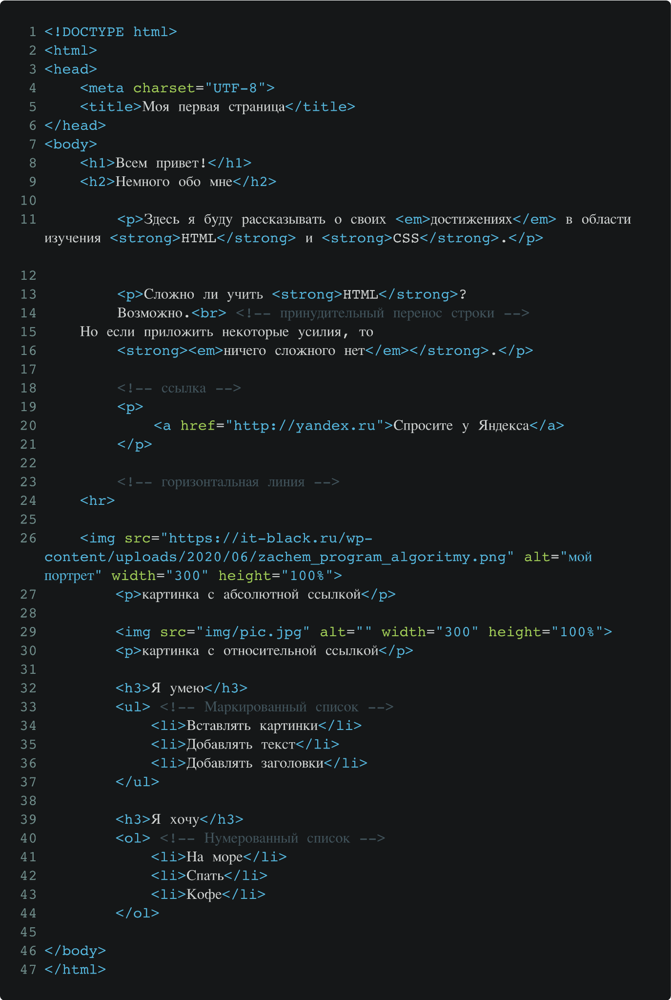 1 <!DOCTYPE html>
2 <html>
3 <head>
4 <meta charset="UTF-8">
5 <title>Моя первая страница</title>
6 </head>
7 <body>
8 <h1>Всем привет!</h1>
9 <h2>Немного обо мне</h2>
10
11 <p>Здесь я буду рассказывать о своих <em>достижениях</em> в области
изучения <strong>HTML</strong> и <strong>CSS</strong>.</p>
12
13 <p>Сложно ли учить <strong>HTML</strong>?
14 Возможно.<br> <!-- принудительный перенос строки -->
15 Но если приложить некоторые усилия, то
16 <strong><em>ничего сложного нет</em></strong>.</p>
17
18 <!-- ссылка -->
19 <p>
20 <a href="http://yandex.ru">Спросите у Яндекса</a>
21 </p>
22
23 <!-- горизонтальная линия -->
24 <hr>
25
26 <img src="https://it-black.ru/wp-
content/uploads/2020/06/zachem_program_algoritmy.png" alt="мой
портрет" width="300" height="100%">
27 <p>картинка с абсолютной ссылкой</p>
28
29 <img src="img/pic.jpg" alt="" width="300" height="100%">
30 <p>картинка с относительной ссылкой</p>
31
32 <h3>Я умею</h3>
33 <ul> <!-- Маркированный список -->
34 <li>Вставлять картинки</li>
35 <li>Добавлять текст</li>
36 <li>Добавлять заголовки</li>
37 </ul>
38
39 <h3>Я хочу</h3>
40 <ol> <!-- Нумерованный список -->
41 <li>На море</li>
42 <li>Спать</li>
43 <li>Кофе</li>
44 </ol>
45
46 </body>
47 </html>